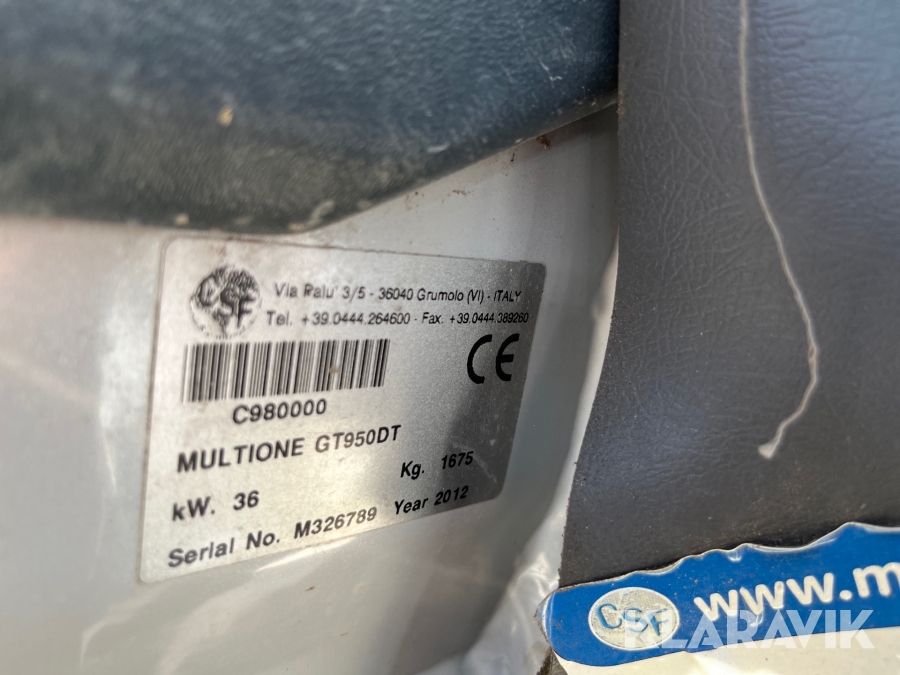 CSF
Via Palu' 3/5 - 36040 Grumolo (VI) - ITALY
Tel. +39.0444.264600 - Fax. +39.0444.389260
CE
C980000
MULTIONE GT950DT
kW. 36
Kg. 1675
Serial No. M326789 Year 2012
CSF www.m
KLARAVIK